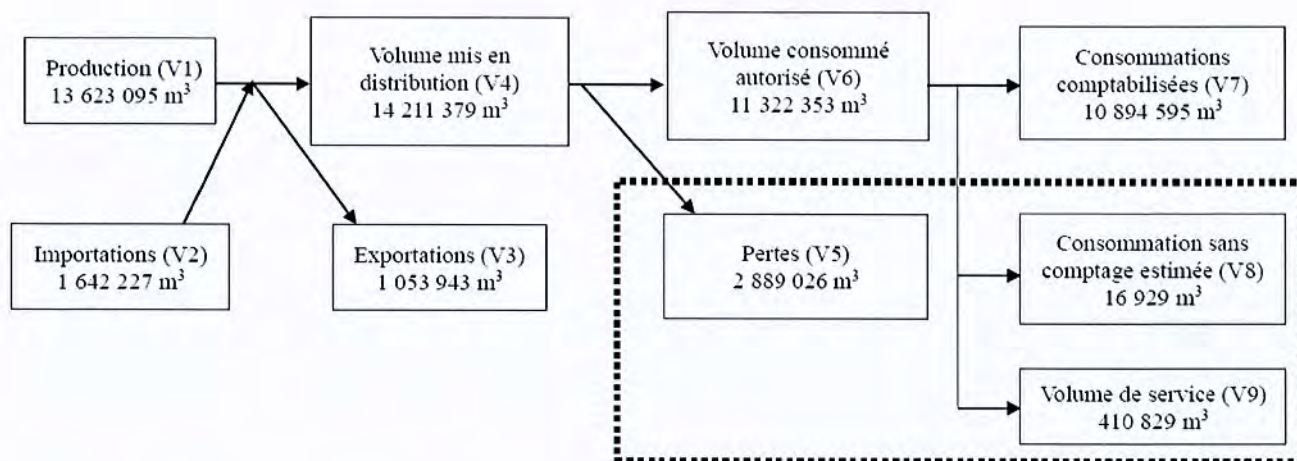 Production (V1)
13 623 095 m³
Volume mis en
distribution (V4)
14 211 379 m³
Volume consommé
autorisé (V6)
11 322 353 m³
Consommations
comptabilisées (V7)
10 894 595 m³
Importations (V2)
1 642 227 m³
Exportations (V3)
1 053 943 m³
Pertes (V5)
2 889 026 m³
Consommation sans
comptage estimée (V8)
16 929 m³
Volume de service (V9)
410 829 m³